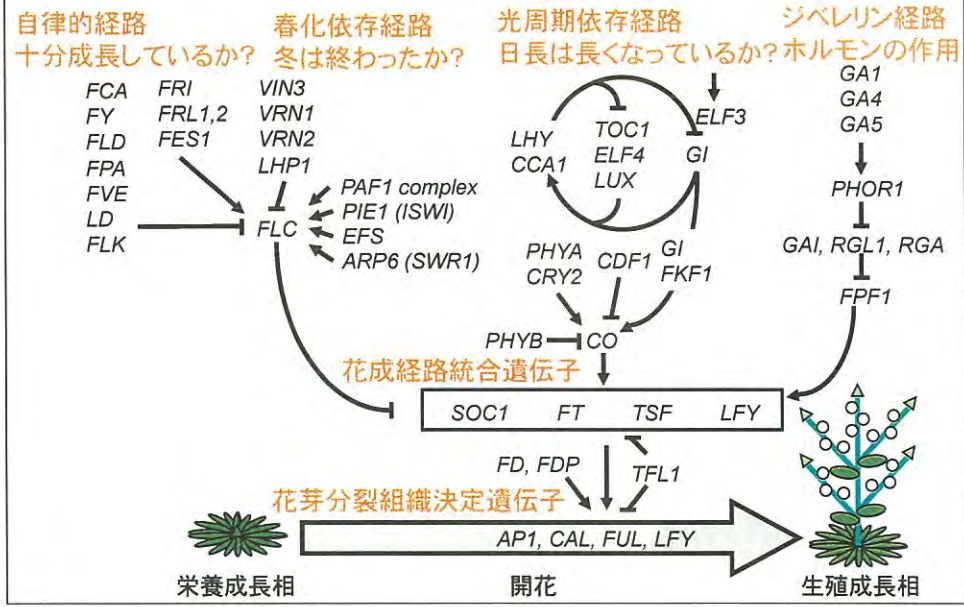 自律的経路
十分成長しているか?
春化依存経路
冬は終わったか?
光周期依存経路
日長は長くなっているか?
ジベレリン経路
ホルモンの作用
FCA
FY
FLD
FPA
FVE
LD
FLK
FRI
FRL1,2
FES1
VIN3
VRN1
VRN2
LHP1
FLC
PAF1 complex
PIE1 (ISWI)
EFS
ARP6 (SWR1)
LHY
CCA1
TOC1
ELF4
LUX
GI
ELF3
PHYA
CRY2
CDF1
GI
FKF1
PHYB
CO
GA1
GA4
GA5
PHOR1
GAI, RGL1, RGA
FPF1
花成経路統合遺伝子
SOC1 FT TSF LFY
FD, FDP
TFL1
花芽分裂組織決定遺伝子
AP1, CAL, FUL, LFY
栄養成長相
開花
生殖成長相